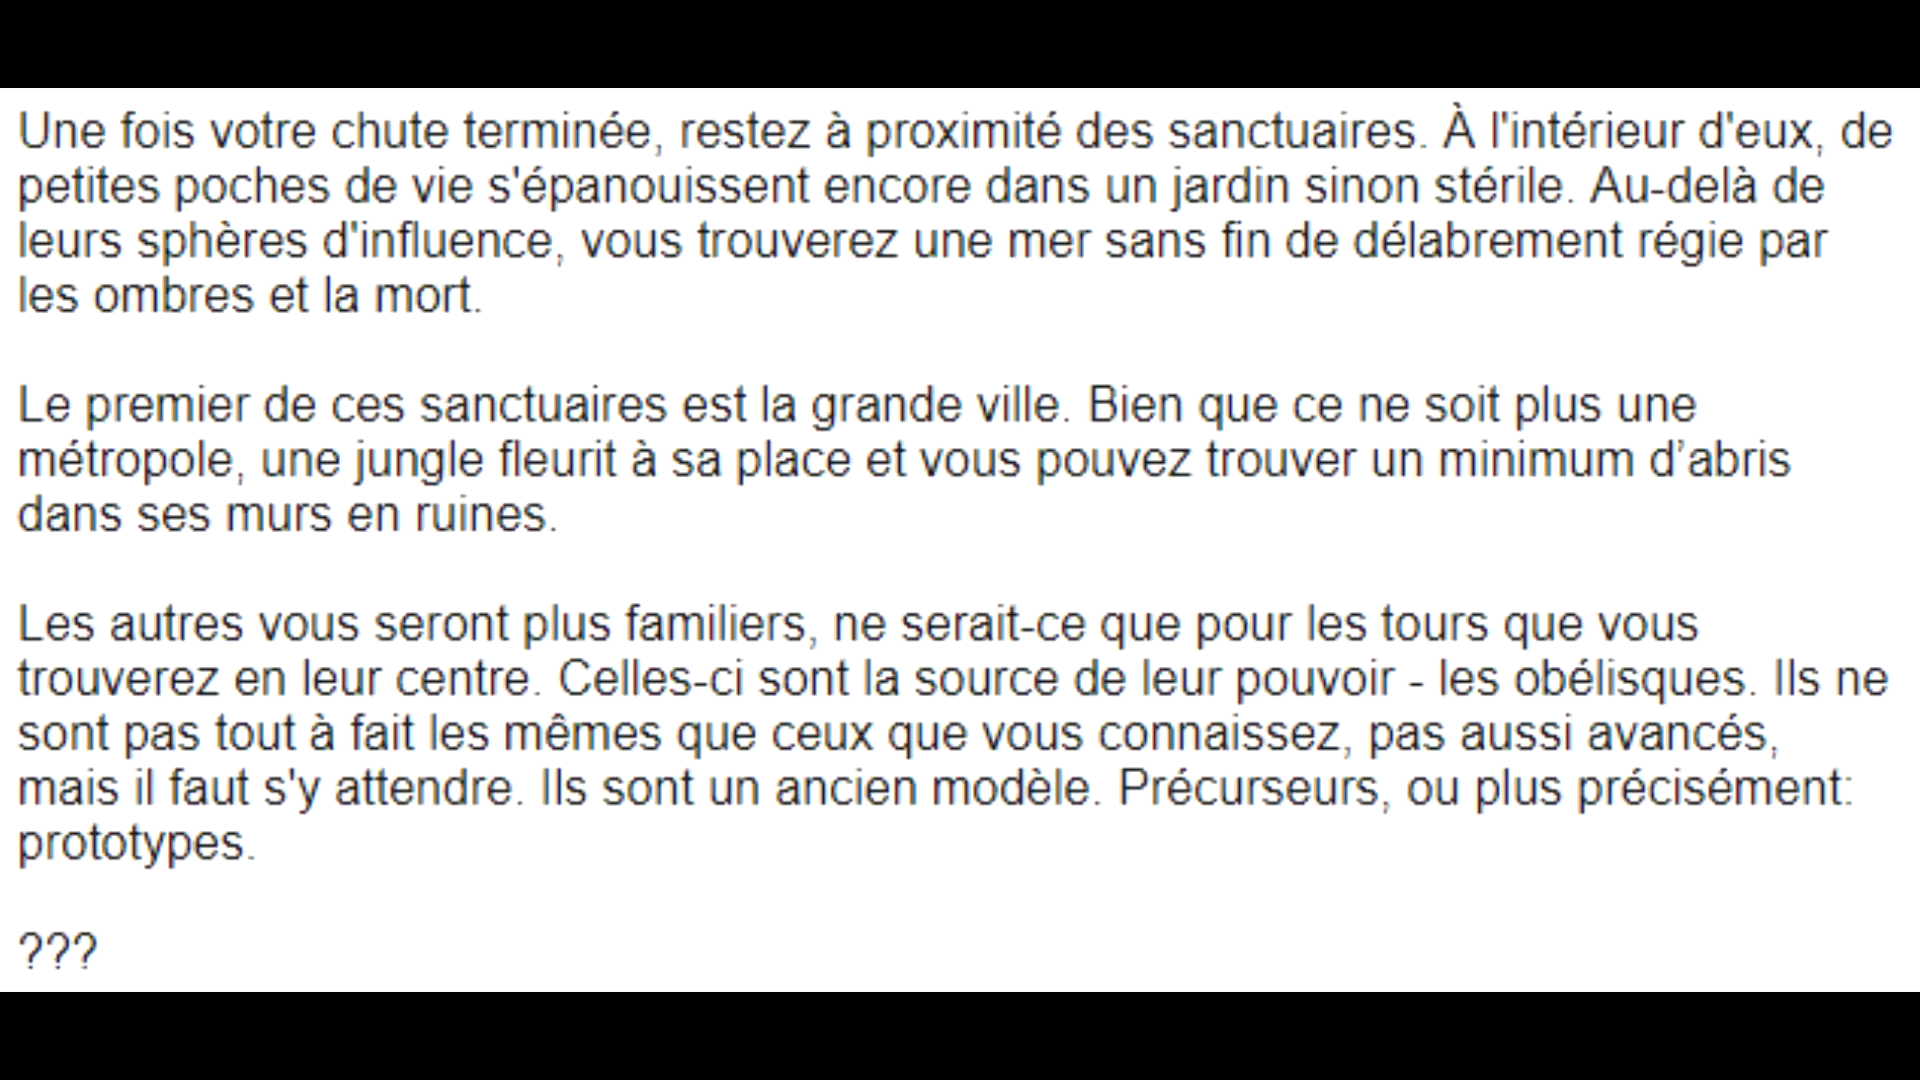 Une fois votre chute terminée, restez à proximité des sanctuaires. À l'intérieur d'eux, de
petites poches de vie s'épanouissent encore dans un jardin sinon stérile. Au-delà de
leurs sphères d'influence, vous trouverez une mer sans fin de délabrement régie par
les ombres et la mort.
Le premier de ces sanctuaires est la grande ville. Bien que ce ne soit plus une
métropole, une jungle fleurit à sa place et vous pouvez trouver un minimum d’abris
dans ses murs en ruines.
Les autres vous seront plus familiers, ne serait-ce que pour les tours que vous
trouverez en leur centre. Celles-ci sont la source de leur pouvoir - les obélisques. Ils ne
sont pas tout à fait les mêmes que ceux que vous connaissez, pas aussi avancés,
mais il faut s'y attendre. Ils sont un ancien modèle. Précurseurs, ou plus précisément:
prototypes.
???